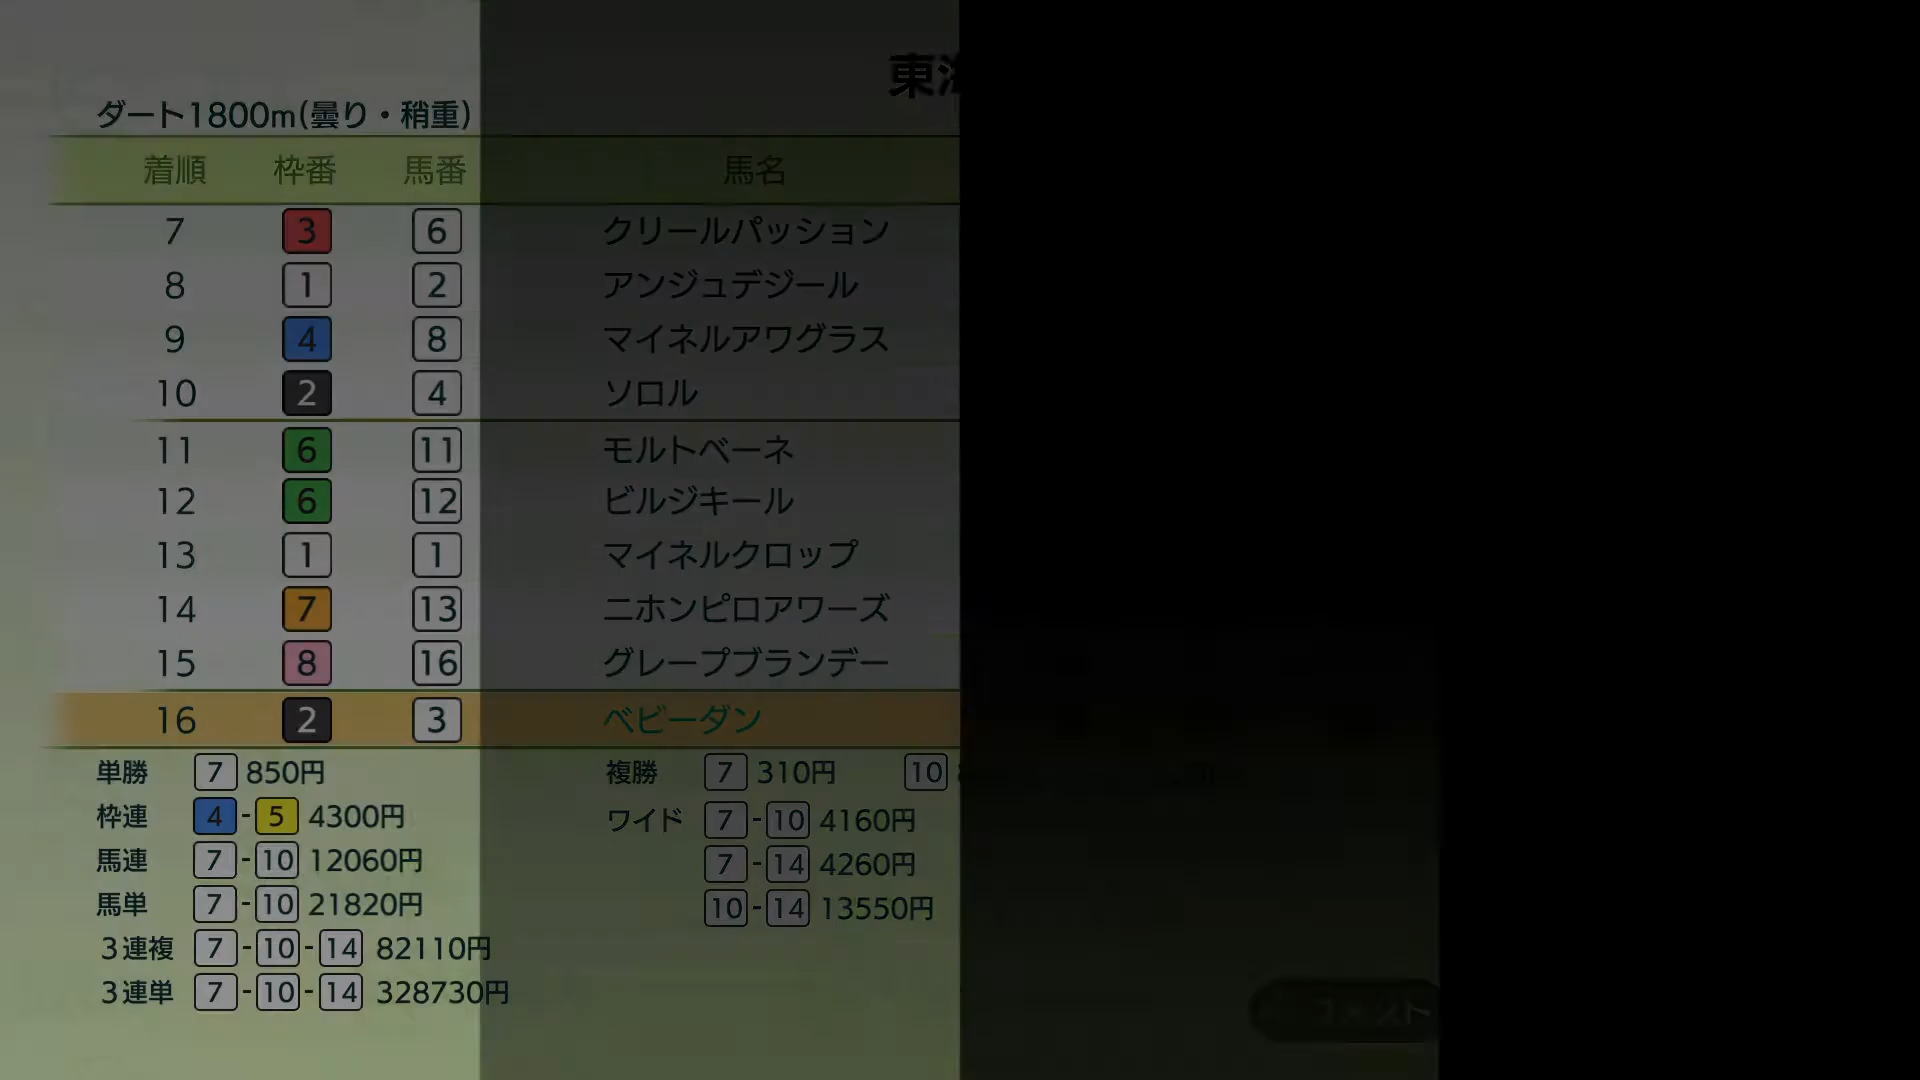 東海
ダート1800m(曇り・稍重)
着順 枠番 馬番 馬名
7 3 6 クリールパッション
8 1 2 アンジュデジール
9 4 8 マイネルアワグラス
10 2 4 ソロル
11 6 11 モルトベーネ
12 6 12 ビルジキール
13 1 1 マイネルクロップ
14 7 13 ニホンピロアワーズ
15 8 16 グレープブランデー
16 2 3 ベビーダン
単勝 7 850円 複勝 7 310円 10
枠連 4-5 4300円 ワイド 7-10 4160円
馬連 7-10 12060円 7-14 4260円
馬単 7-10 21820円 10-14 13550円
3連複 7-10-14 82110円
3連単 7-10-14 328730円
コメント